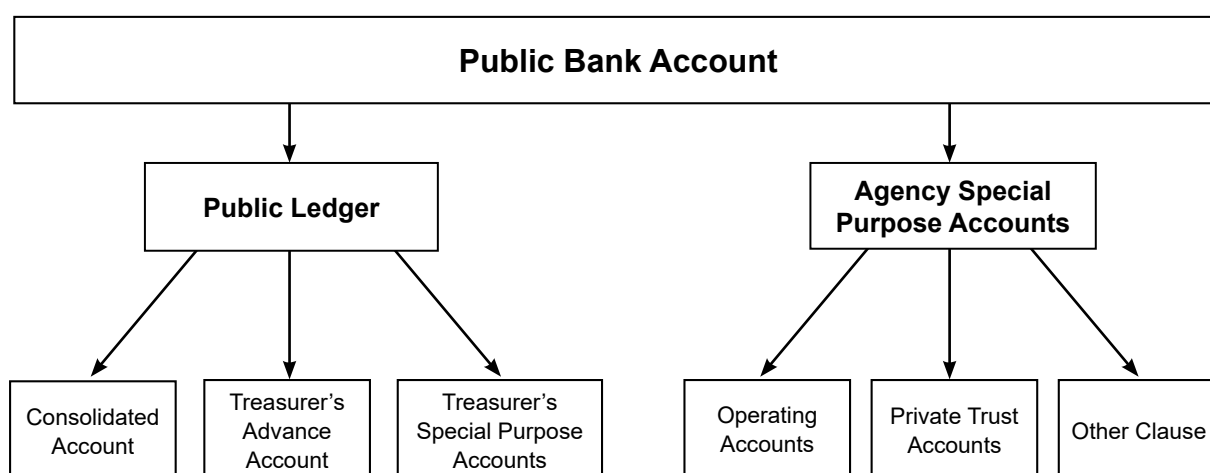 Public Bank Account
Public Ledger
Agency Special
Purpose Accounts
Consolidated
Account
Treasurer's
Advance
Account
Treasurer's
Special Purpose
Accounts
Operating
Accounts
Private Trust
Accounts
Other Clause